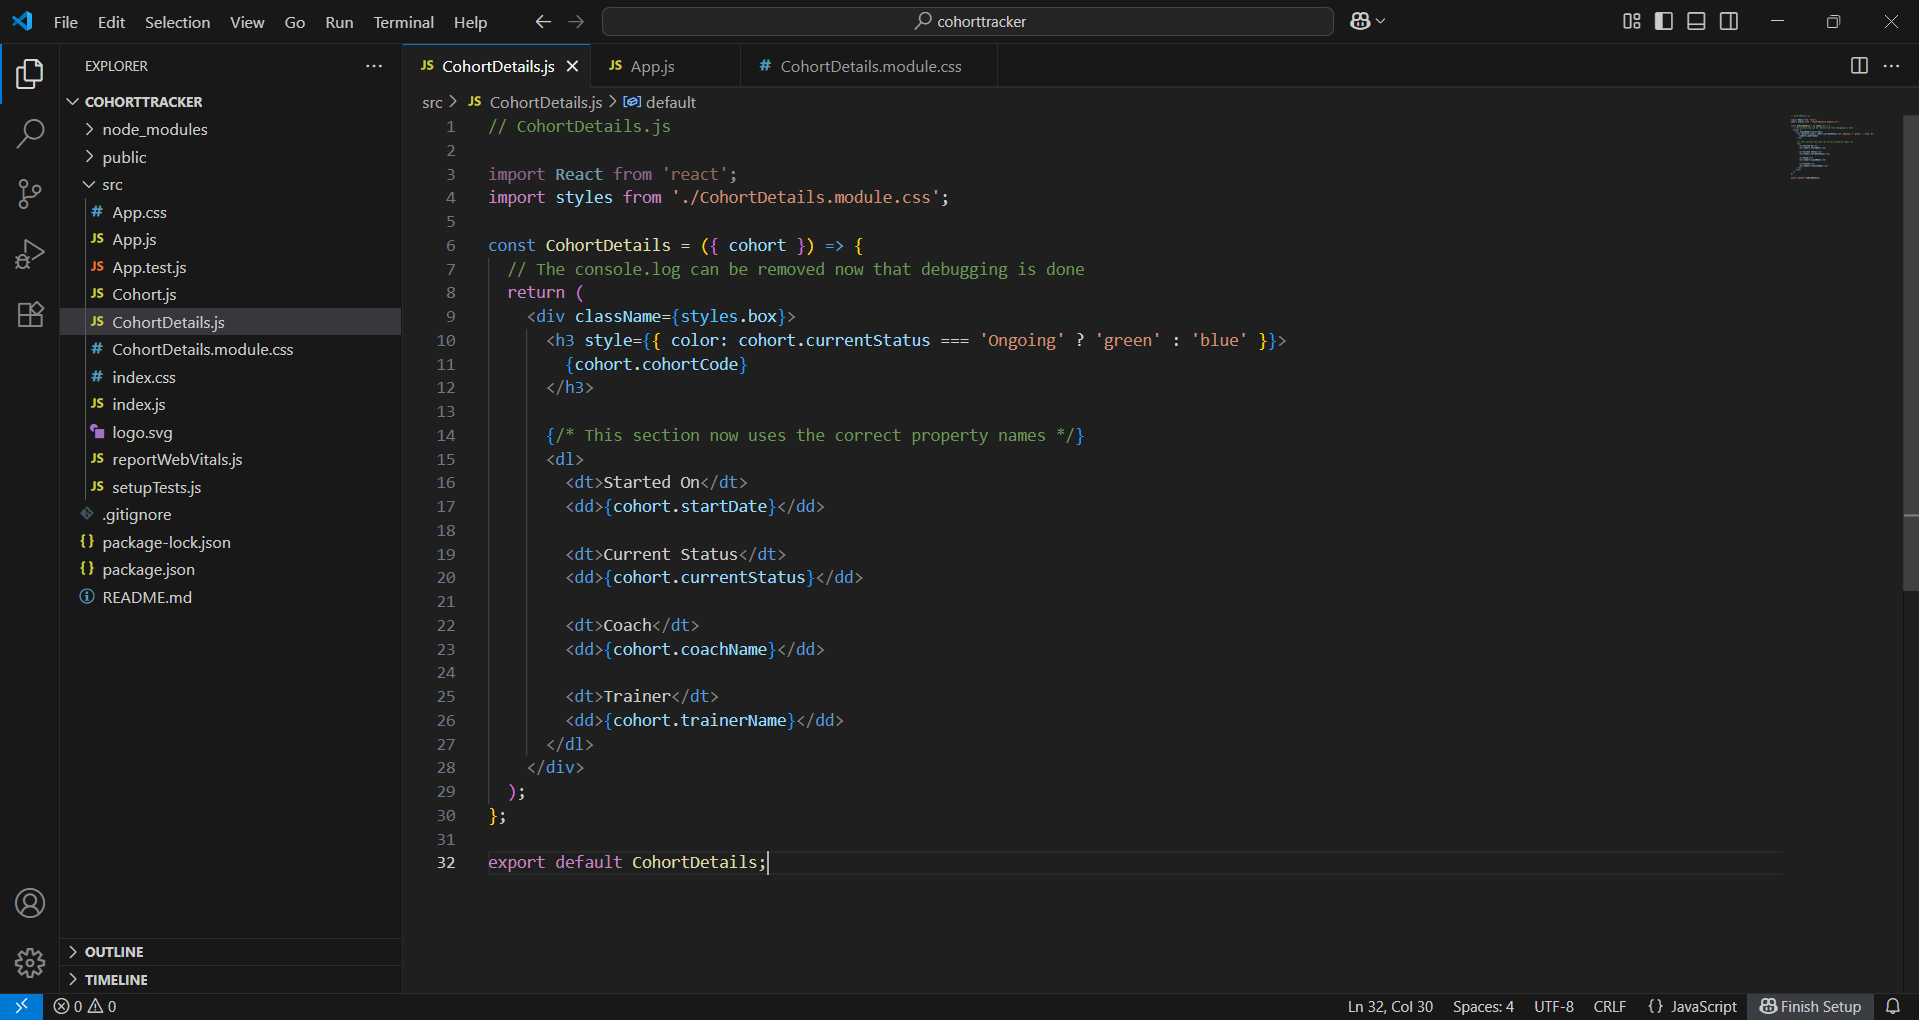 File Edit Selection View Go Run Terminal Help
cohorttracker
EXPLORER
COHORTTRACKER
node_modules
public
src
# App.css
JS App.js
JS App.test.js
JS Cohort.js
JS CohortDetails.js
# CohortDetails.module.css
# index.css
JS index.js
logo.svg
JS reportWebVitals.js
JS setupTests.js
.gitignore
{} package-lock.json
{} package.json
README.md
OUTLINE
TIMELINE
JS CohortDetails.js JS App.js # CohortDetails.module.css
src > JS CohortDetails.js > default
1 // CohortDetails.js
2
3 import React from 'react';
4 import styles from './CohortDetails.module.css';
5
6 const CohortDetails = ({ cohort }) => {
7 // The console.log can be removed now that debugging is done
8 return (
9 <div className={styles.box}>
10 <h3 style={{ color: cohort.currentStatus === 'Ongoing' ? 'green' : 'blue' }}>
11 {cohort.cohortCode}
12 </h3>
13
14 {/* This section now uses the correct property names */}
15 <dl>
16 <dt>Started On</dt>
17 <dd>{cohort.startDate}</dd>
18
19 <dt>Current Status</dt>
20 <dd>{cohort.currentStatus}</dd>
21
22 <dt>Coach</dt>
23 <dd>{cohort.coachName}</dd>
24
25 <dt>Trainer</dt>
26 <dd>{cohort.trainerName}</dd>
27 </dl>
28 </div>
29 );
30 };
31
32 export default CohortDetails;
0 0 Ln 32, Col 30 Spaces: 4 UTF-8 CRLF {} JavaScript Finish Setup